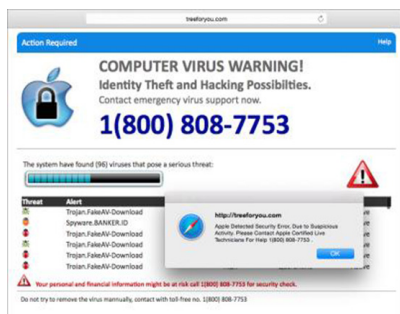 treeforyou.com
Action Required
Help
COMPUTER VIRUS WARNING!
Identity Theft and Hacking Possibilties.
Contact emergency virus support now.
1(800) 808-7753
The system have found (96) viruses that pose a serious threat:
Threat Alert
Trojan.FakeAV-Download
Spyware.BANKER.ID
Trojan.FakeAV-Download
Trojan.FakeAV-Download
Trojan.FakeAV-Download
http://treeforyou.com
Apple Detected Security Error, Due to Suspicious
Activity. Please Contact Apple Certified Live
Technicians For Help 1(800) 808-7753 .
OK
Your personal and financial information might be at risk call 1(800) 808-7753 for security check.
Do not try to remove the virus mannually, contact with toll-free no. 1(800) 808-7753